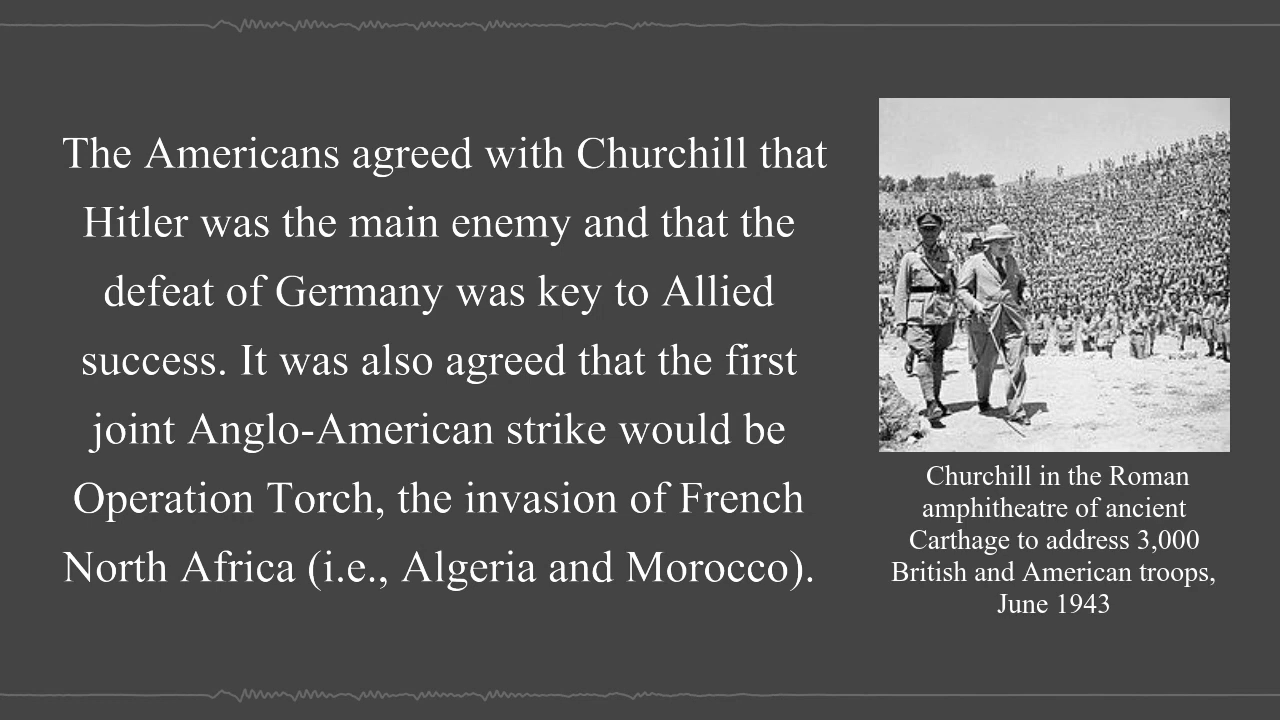 The Americans agreed with Churchill that
Hitler was the main enemy and that the
defeat of Germany was key to Allied
success. It was also agreed that the first
joint Anglo-American strike would be
Operation Torch, the invasion of French
North Africa (i.e., Algeria and Morocco).
Churchill in the Roman
amphitheatre of ancient
Carthage to address 3,000
British and American troops,
June 1943